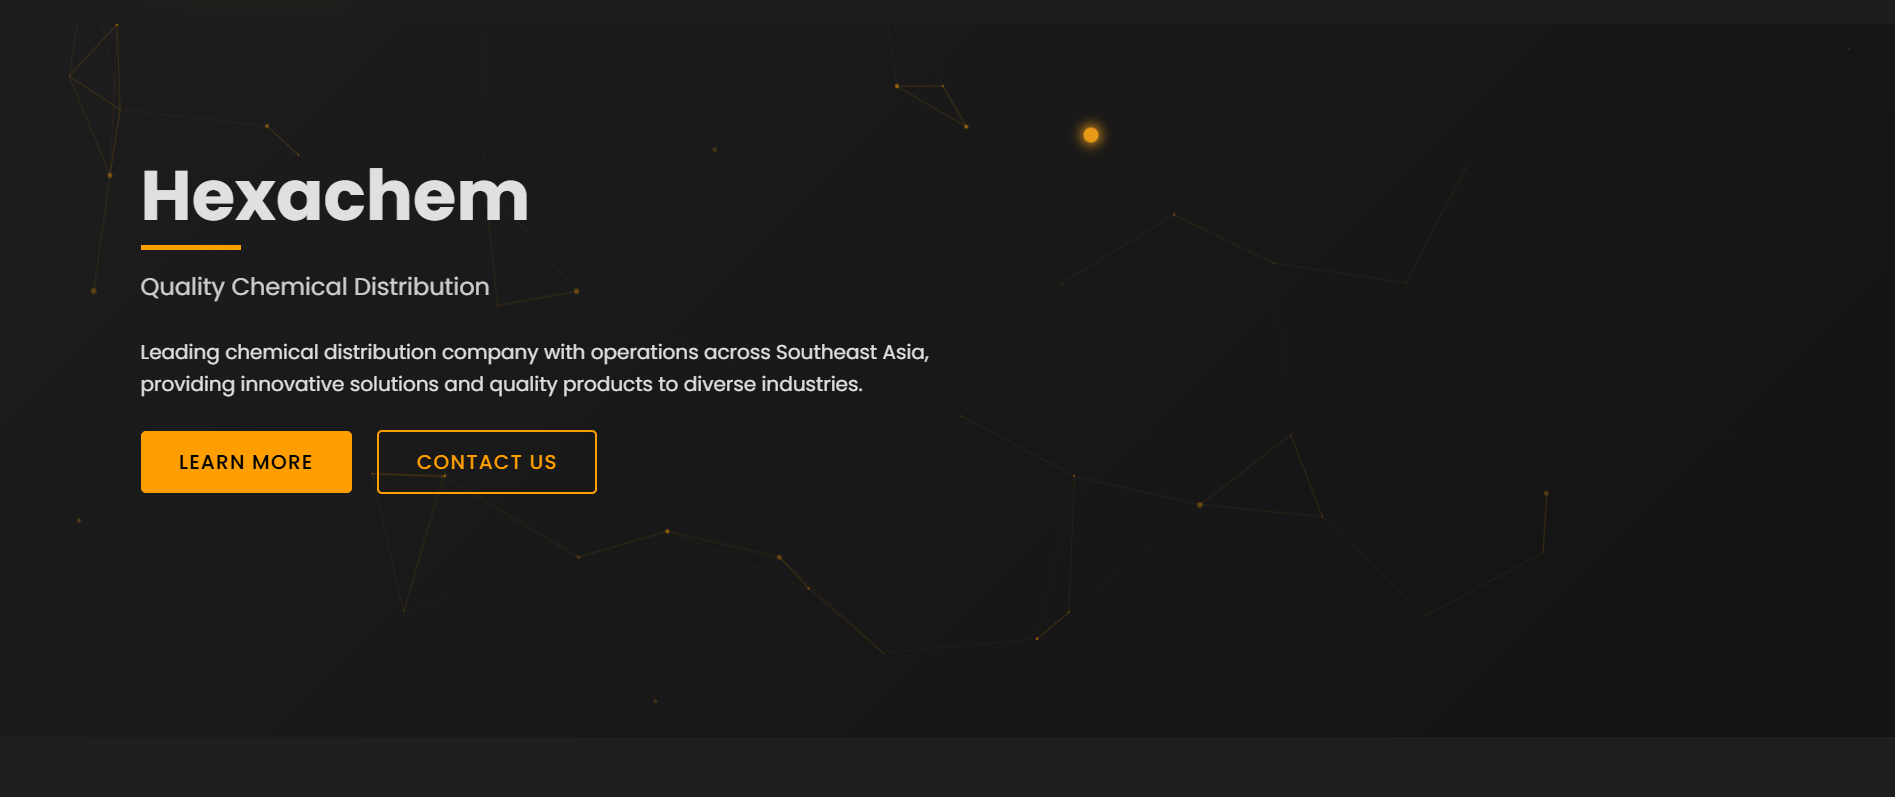 Hexachem
Quality Chemical Distribution
Leading chemical distribution company with operations across Southeast Asia,
providing innovative solutions and quality products to diverse industries.
LEARN MORE
CONTACT US